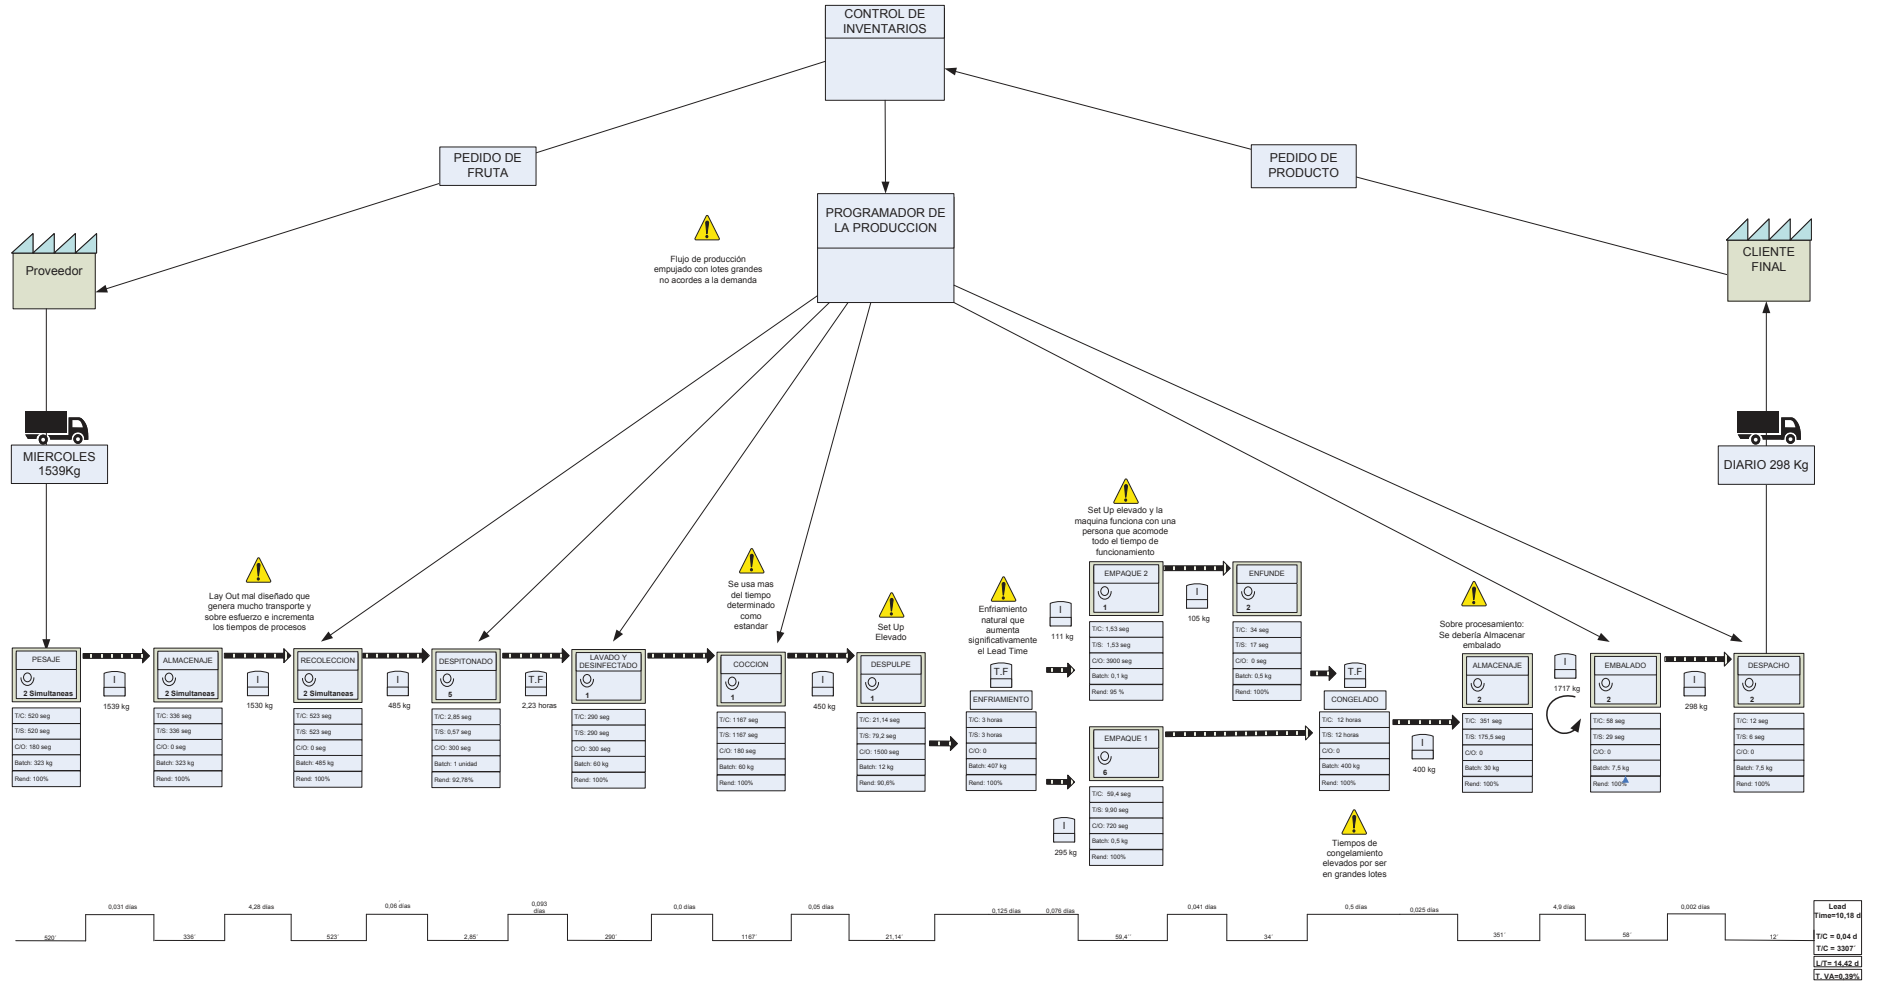 CONTROL DE
INVENTARIOS
PEDIDO DE
FRUTA
PEDIDO DE
PRODUCTO
PROGRAMADOR DE
LA PRODUCCION
Flujo de producción
empujado con lotes grandes
no acordes a la demanda
Proveedor
CLIENTE
FINAL
MIERCOLES
1539Kg
DIARIO 298 Kg
Lay Out mal diseñado que
genera mucho transporte y
sobre esfuerzo e incrementa
los tiempos de procesos
Se usa mas
del tiempo
determinado
como
estandar
Set Up
Elevado
Enfriamiento
natural que
aumenta
significativamente
el Lead Time
Set Up elevado y la
maquina funciona con una
persona que acomode
todo el tiempo de
funcionamiento
Sobre procesamiento:
Se debería Almacenar
embalado
Tiempos de
congelamiento
elevados por ser
en grandes lotes
PESAJE
2 Simultaneas
T/C: 520 seg
T/S: 520 seg
C/O: 180 seg
Batch: 323 kg
Rend: 100%
I
1539 kg
ALMACENAJE
2 Simultaneas
T/C: 336 seg
T/S: 336 seg
C/O: 0 seg
Batch: 323 kg
Rend: 100%
I
1530 kg
RECOLECCION
2 Simultaneas
T/C: 523 seg
T/S: 523 seg
C/O: 0 seg
Batch: 485 kg
Rend: 100%
I
485 kg
DESPITONADO
5
T/C: 2,85 seg
T/S: 0,57 seg
C/O: 300 seg
Batch: 1 unidad
Rend: 92,78%
T.F
2,23 horas
LAVADO Y
DESINFECTADO
1
T/C: 290 seg
T/S: 290 seg
C/O: 300 seg
Batch: 60 kg
Rend: 100%
COCCION
1
T/C: 1167 seg
T/S: 1167 seg
C/O: 180 seg
Batch: 60 kg
Rend: 100%
I
450 kg
DESPULPE
1
T/C: 21,14 seg
T/S: 79,2 seg
C/O: 1500 seg
Batch: 12 kg
Rend: 90,6%
T.F
ENFRIAMIENTO
T/C: 3 horas
T/S: 3 horas
C/O: 0
Batch: 407 kg
Rend: 100%
I
111 kg
I
295 kg
EMPAQUE 2
1
T/C: 1,53 seg
T/S: 1,53 seg
C/O: 3900 seg
Batch: 0,1 kg
Rend: 95 %
I
105 kg
ENFUNDE
2
T/C: 34 seg
T/S: 17 seg
C/O: 0 seg
Batch: 0,5 kg
Rend: 100%
EMPAQUE 1
6
T/C: 59,4 seg
T/S: 9,90 seg
C/O: 720 seg
Batch: 0,5 kg
Rend: 100%
T.F
CONGELADO
T/C: 12 horas
T/S: 12 horas
C/O: 0
Batch: 400 kg
Rend: 100%
I
400 kg
ALMACENAJE
2
T/C: 351 seg
T/S: 175,5 seg
C/O: 0
Batch: 30 kg
Rend: 100%
I
1717 kg
EMBALADO
2
T/C: 58 seg
T/S: 29 seg
C/O: 0
Batch: 7,5 kg
Rend: 100%
I
298 kg
DESPACHO
2
T/C: 12 seg
T/S: 6 seg
C/O: 0
Batch: 7,5 kg
Rend: 100%
0,031 días
4,28 días
0,06 días
0,093
días
0,0 días
0,05 días
0,125 días
0,076 días
0,041 días
0,5 días
0,025 días
4,9 días
0,002 días
520´
336´
523´
2,85´
290´
1167´
21,14´
59,4´´
34´
351´
58´
12´
Lead
Time=10,18 d
T/C = 0,04 d
T/C = 3307´
L/T= 14,42 d
T. VA=0,39%